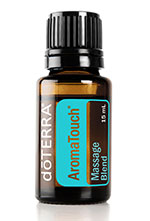 dōTERRA®
AromaTouch®
Massage
Blend
15 mL